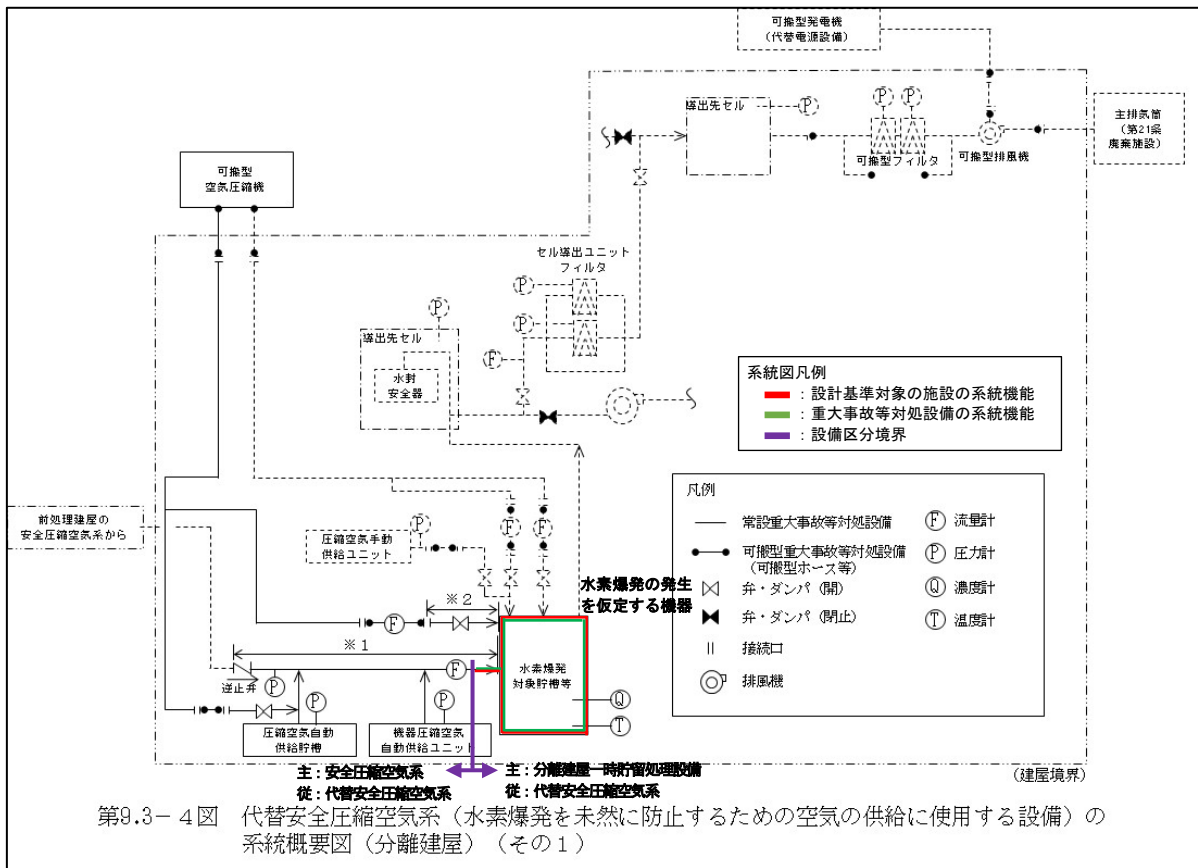 可搬型発電機
（代替電源設備）
導出先セル
P
P
P
可搬型フィルタ
可搬型排風機
主排気筒
（第21条
廃棄施設）
可搬型
空気圧縮機
セル導出ユニット
フィルタ
P
P
P
F
導出先セル
水封
安全器
系統図凡例
：設計基準対象の施設の系統機能
：重大事故等対処設備の系統機能
：設備区分境界
凡例
常設重大事故等対処設備
可搬型重大事故等対処設備
（可搬型ホース等）
弁・ダンパ（開）
弁・ダンパ（閉止）
接続口
排風機
F 流量計
P 圧力計
Q 濃度計
T 温度計
前処理建屋の
安全圧縮空気系から
圧縮空気手動
供給ユニット
P
F
F
水素爆発の発生
を仮定する機器
※２
F
※１
F
逆止弁
P
P
P
水素爆発
対象貯槽等
Q
T
圧縮空気自動
供給貯槽
機器圧縮空気
自動供給ユニット
主：安全圧縮空気系
従：代替安全圧縮空気系
主：分離建屋一時貯留処理設備
従：代替安全圧縮空気系
（建屋境界）
第9.3－４図　代替安全圧縮空気系（水素爆発を未然に防止するための空気の供給に使用する設備）の
系統概要図（分離建屋）（その１）